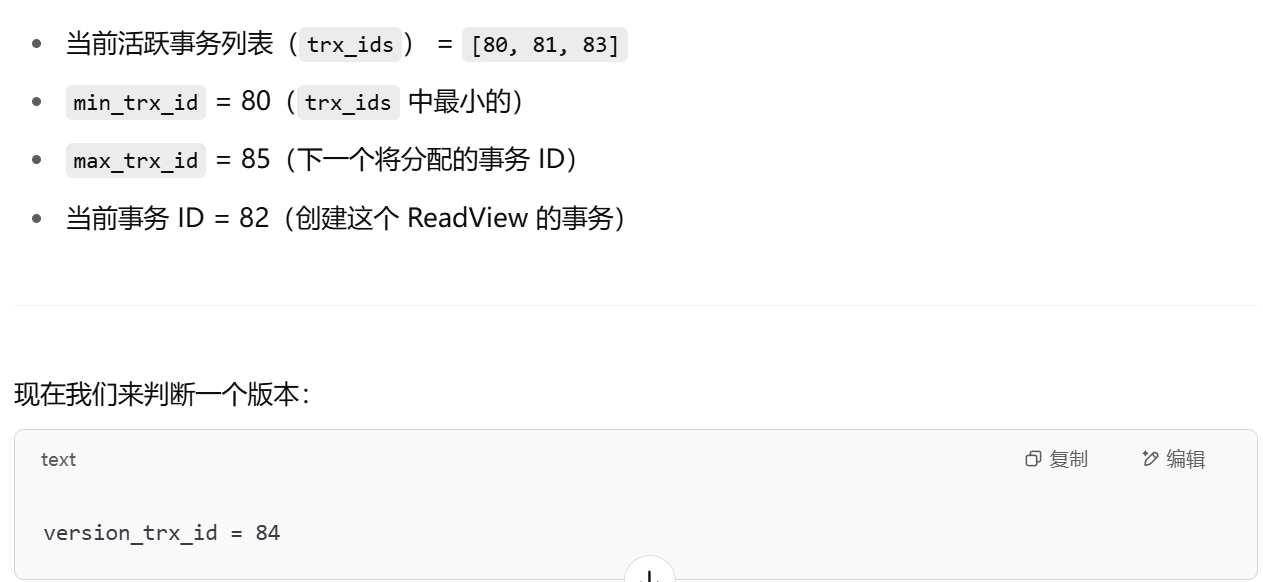 当前活跃事务列表（trx_ids） = [80, 81, 83]
min_trx_id = 80（trx_ids 中最小的）
max_trx_id = 85（下一个将分配的事务 ID）
当前事务 ID = 82（创建这个 ReadView 的事务）
现在我们来判断一个版本：
text 复制 编辑
version_trx_id = 84